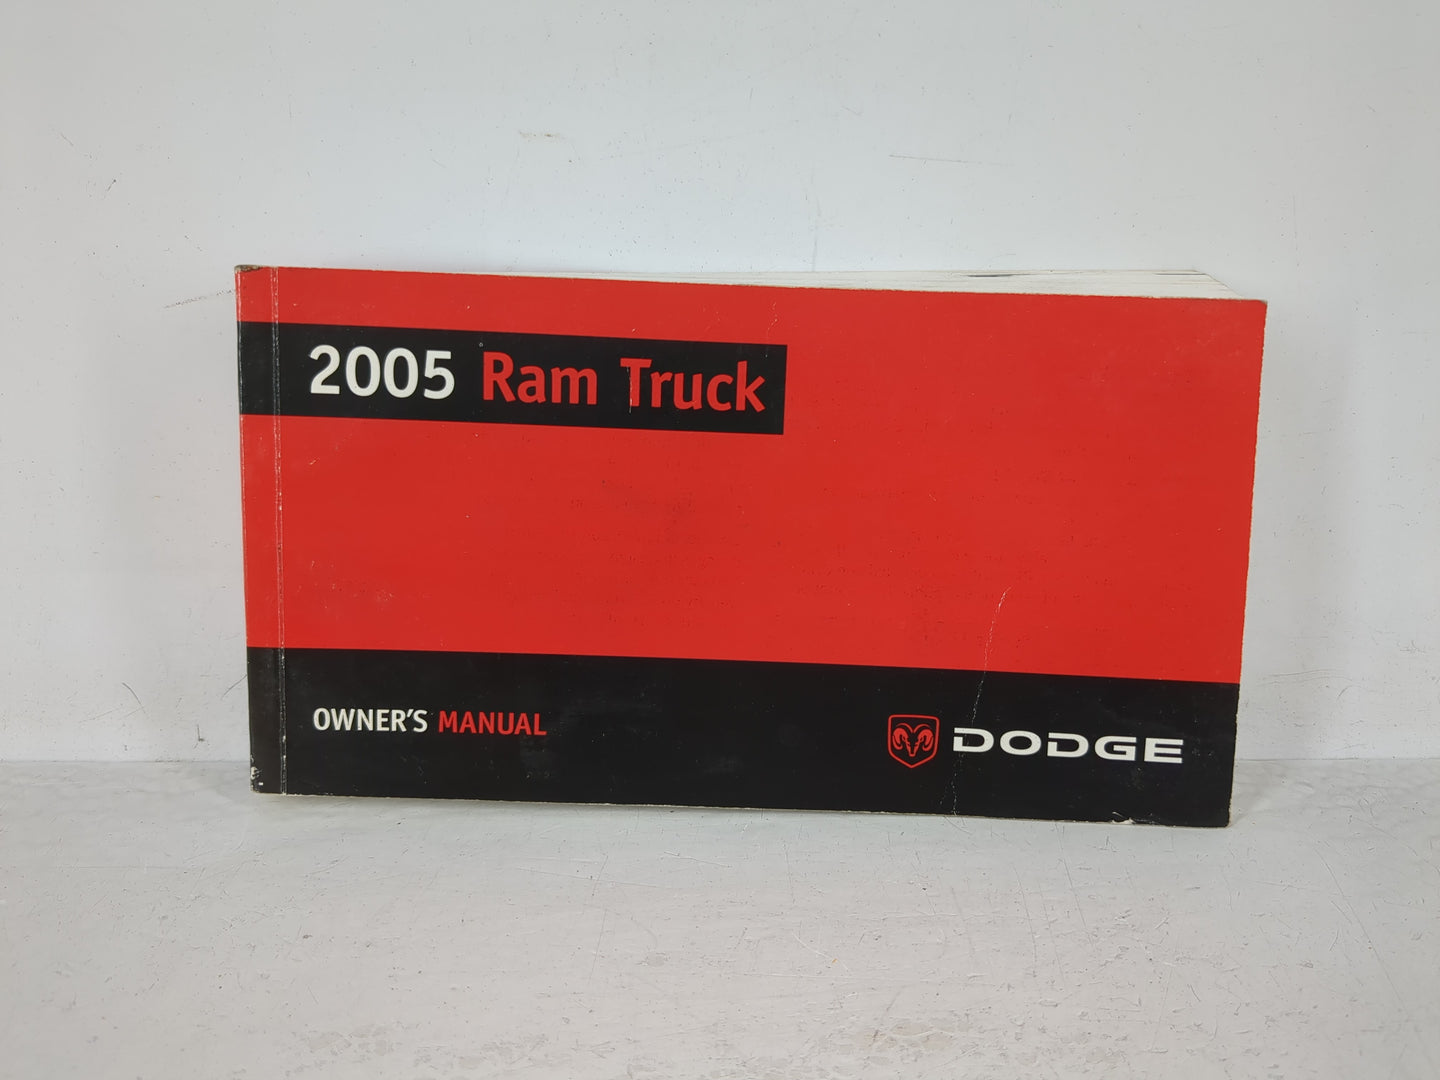 2005 Ram Truck
OWNER'S MANUAL
DODGE